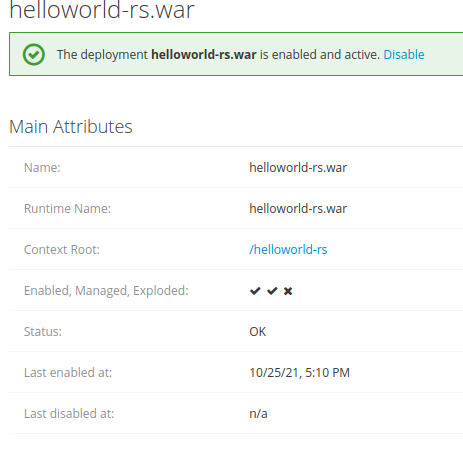 helloworld-rs.war
The deployment helloworld-rs.war is enabled and active. Disable
Main Attributes
Name: helloworld-rs.war
Runtime Name: helloworld-rs.war
Context Root: /helloworld-rs
Enabled, Managed, Exploded: ✔ ✔ ✖
Status: OK
Last enabled at: 10/25/21, 5:10 PM
Last disabled at: n/a